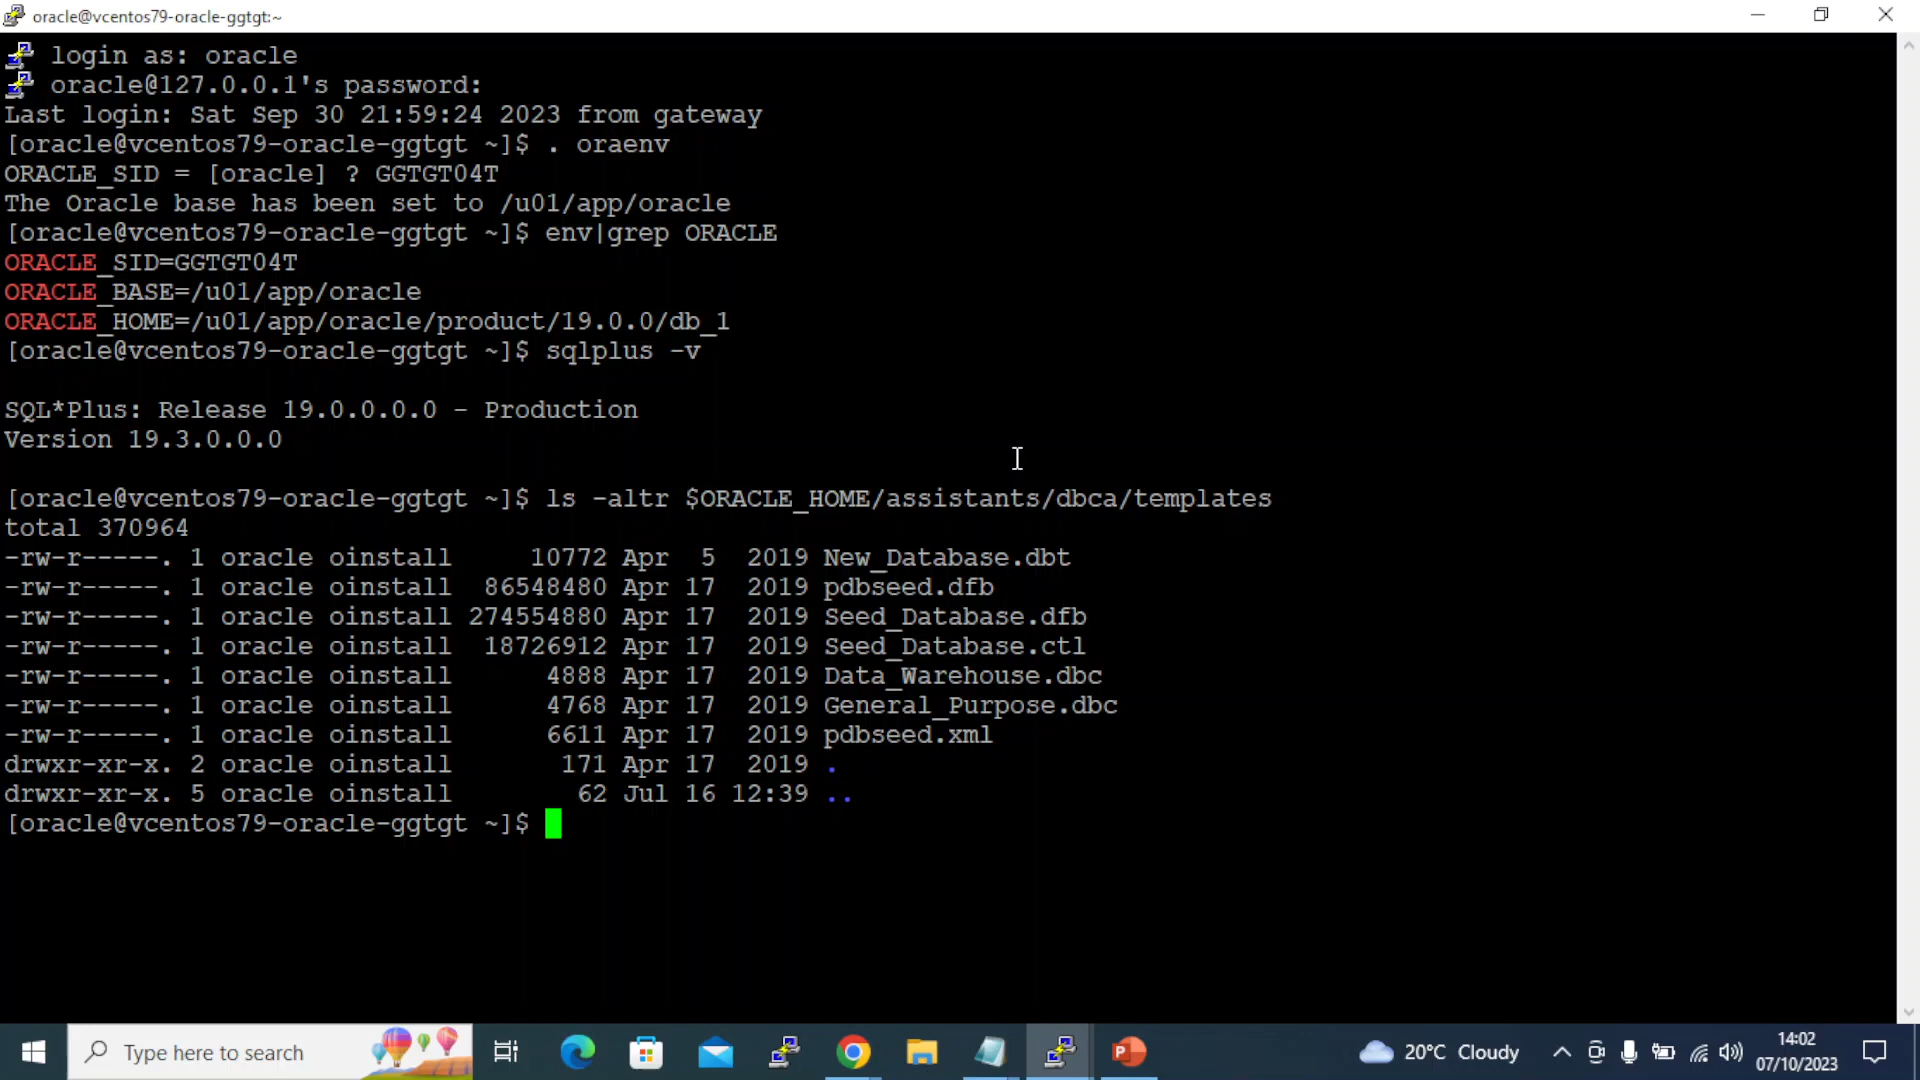 oracle@vcentos79-oracle-ggtgt:~
login as: oracle
oracle@127.0.0.1's password:
Last login: Sat Sep 30 21:59:24 2023 from gateway
[oracle@vcentos79-oracle-ggtgt ~]$ . oraenv
ORACLE_SID = [oracle] ? GGTGT04T
The Oracle base has been set to /u01/app/oracle
[oracle@vcentos79-oracle-ggtgt ~]$ env|grep ORACLE
ORACLE_SID=GGTGT04T
ORACLE_BASE=/u01/app/oracle
ORACLE_HOME=/u01/app/oracle/product/19.0.0/db_1
[oracle@vcentos79-oracle-ggtgt ~]$ sqlplus -v
SQL*Plus: Release 19.0.0.0.0 - Production
Version 19.3.0.0.0
[oracle@vcentos79-oracle-ggtgt ~]$ ls -altr $ORACLE_HOME/assistants/dbca/templates
total 370964
-rw-r-----. 1 oracle oinstall     10772 Apr  5  2019 New_Database.dbt
-rw-r-----. 1 oracle oinstall  86548480 Apr 17  2019 pdbseed.dfb
-rw-r-----. 1 oracle oinstall 274554880 Apr 17  2019 Seed_Database.dfb
-rw-r-----. 1 oracle oinstall  18726912 Apr 17  2019 Seed_Database.ctl
-rw-r-----. 1 oracle oinstall      4888 Apr 17  2019 Data_Warehouse.dbc
-rw-r-----. 1 oracle oinstall      4768 Apr 17  2019 General_Purpose.dbc
-rw-r-----. 1 oracle oinstall      6611 Apr 17  2019 pdbseed.xml
drwxr-xr-x. 2 oracle oinstall       171 Apr 17  2019 .
drwxr-xr-x. 5 oracle oinstall        62 Jul 16 12:39 ..
[oracle@vcentos79-oracle-ggtgt ~]$
Type here to search
20°C Cloudy
14:02
07/10/2023